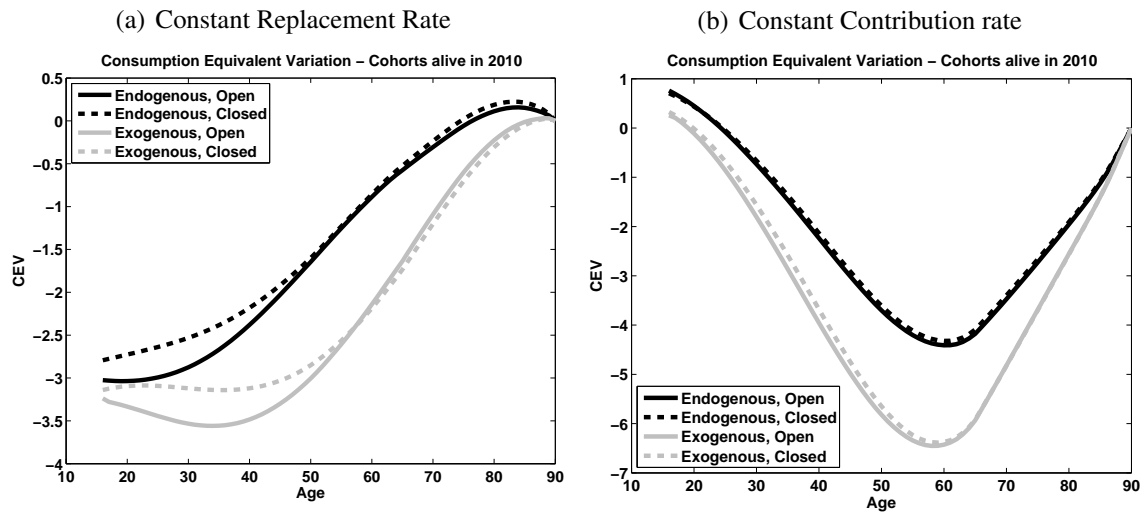 (a) Constant Replacement Rate
Consumption Equivalent Variation – Cohorts alive in 2010
0.5
0
−0.5
−1
−1.5
−2
−2.5
−3
−3.5
−4
CEV
Endogenous, Open
Endogenous, Closed
Exogenous, Open
Exogenous, Closed
10 20 30 40 50 60 70 80 90
Age
(b) Constant Contribution rate
Consumption Equivalent Variation – Cohorts alive in 2010
1
0
−1
−2
−3
−4
−5
−6
−7
CEV
Endogenous, Open
Endogenous, Closed
Exogenous, Open
Exogenous, Closed
10 20 30 40 50 60 70 80 90
Age